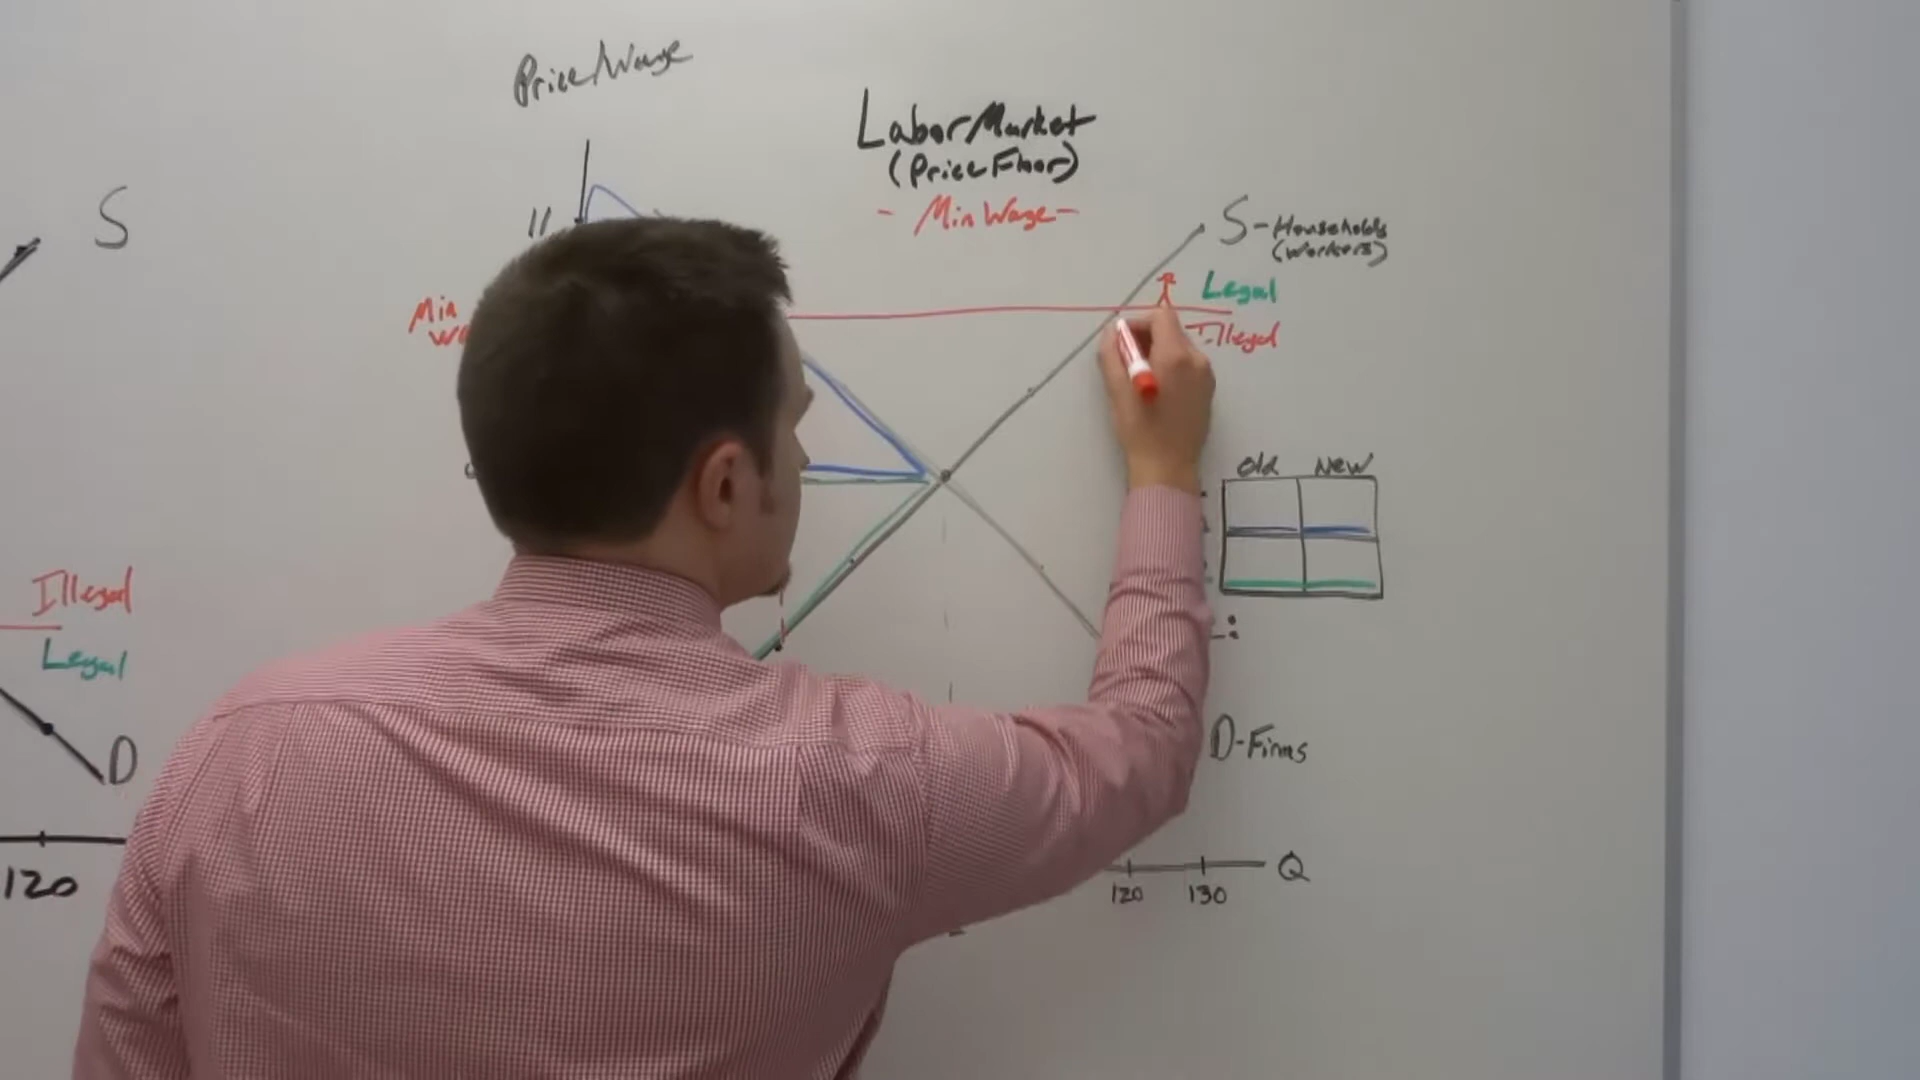 Price/Wage
Labor Market
(Price Floor)
- Min Wage -
S
11
S-Households
(Workers)
Legal
Min
Illegal
Old New
Illegal
Legal
D
D-Firms
120
120 130 Q